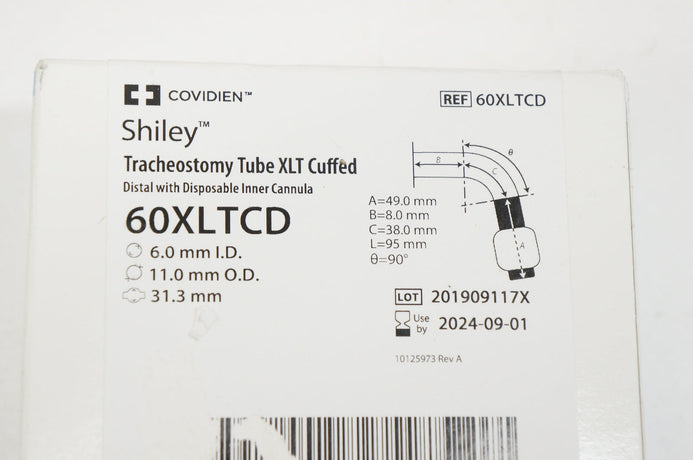 COVIDIEN™
REF 60XLTCD
Shiley™
Tracheostomy Tube XLT Cuffed
Distal with Disposable Inner Cannula
60XLTCD
6.0 mm I.D.
11.0 mm O.D.
31.3 mm
B
C
θ
A
A=49.0 mm
B=8.0 mm
C=38.0 mm
L=95 mm
θ=90°
LOT 201909117X
Use by 2024-09-01
10125973 Rev A